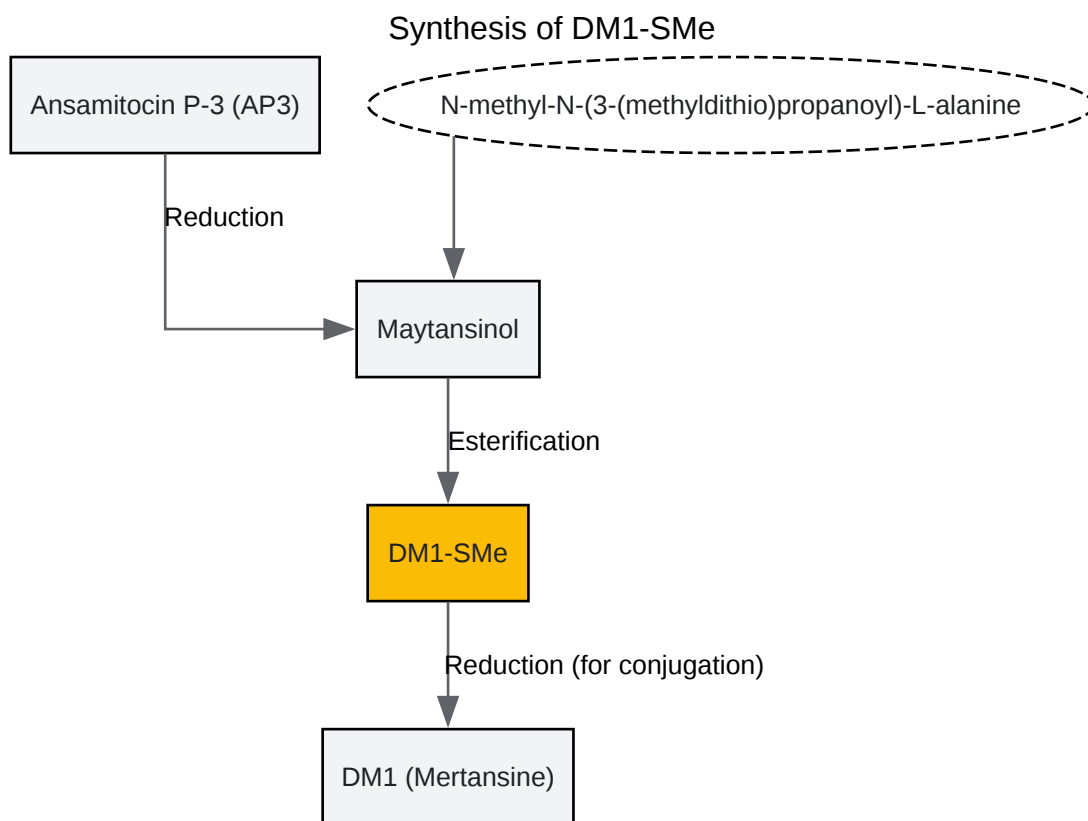 Synthesis of DM1-SMe
Ansamitocin P-3 (AP3)
N-methyl-N-(3-(methyldithio)propanoyl)-L-alanine
Reduction
Maytansinol
Esterification
DM1-SMe
Reduction (for conjugation)
DM1 (Mertansine)